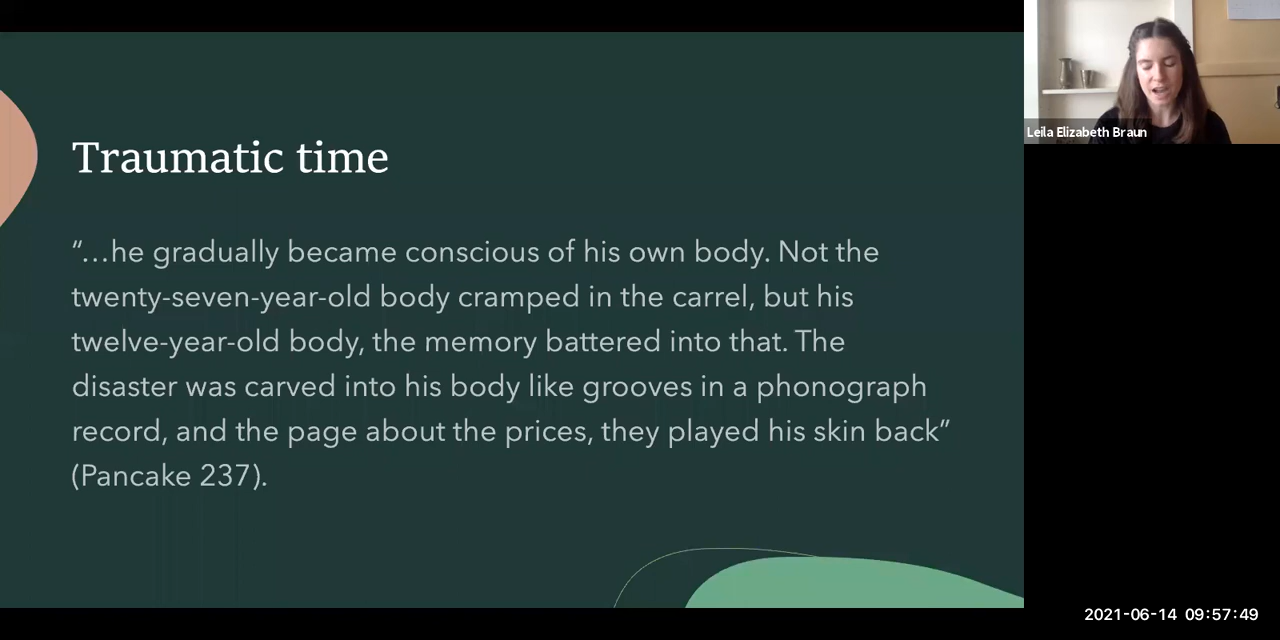 Traumatic time
“…he gradually became conscious of his own body. Not the
twenty-seven-year-old body cramped in the carrel, but his
twelve-year-old body, the memory battered into that. The
disaster was carved into his body like grooves in a phonograph
record, and the page about the prices, they played his skin back”
(Pancake 237).
Leila Elizabeth Braun
2021-06-14 09:57:49